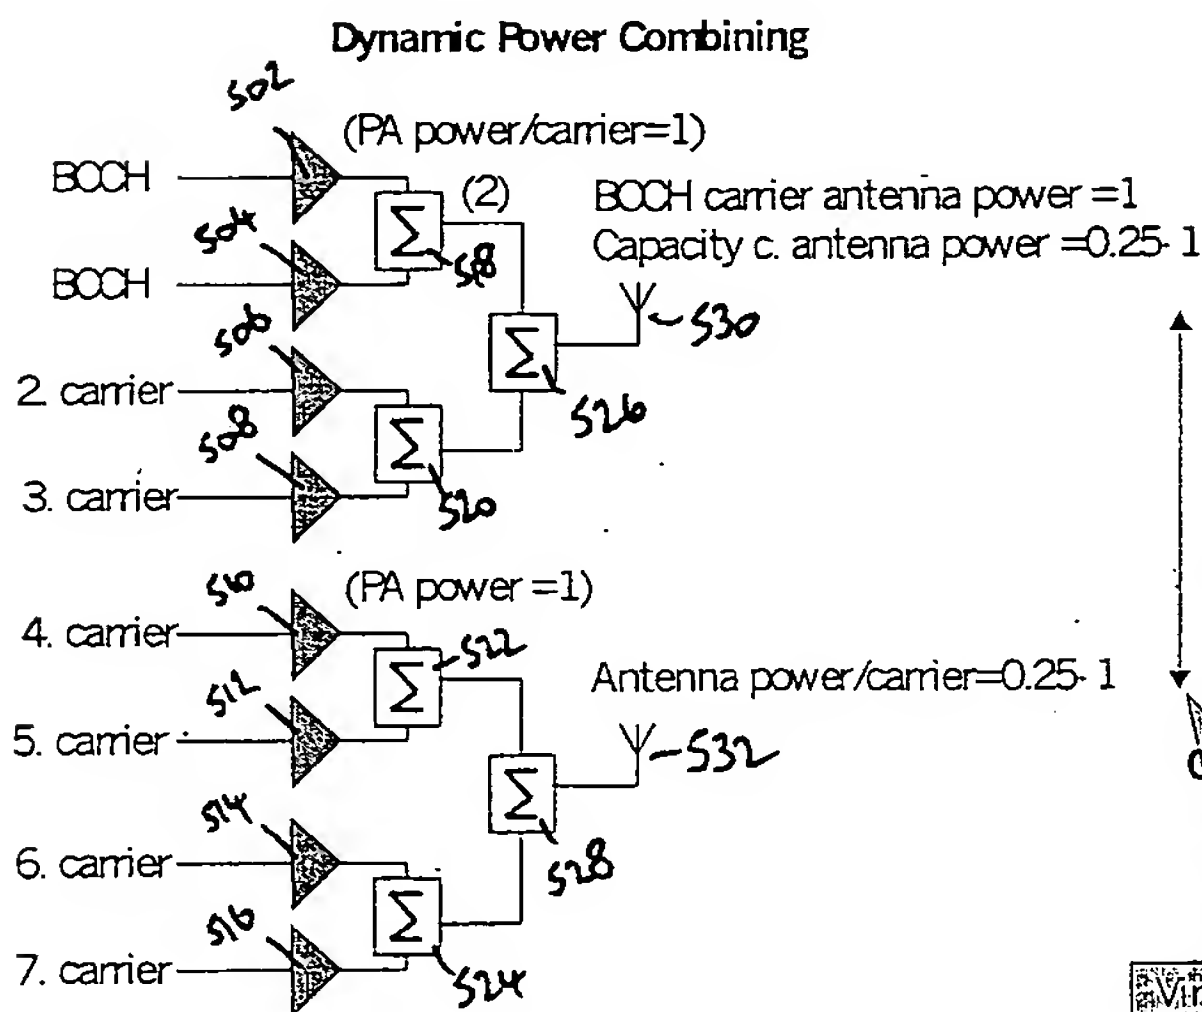 Dynamic Power Combining
502
(PA power/carrier=1)
BCCH
(2)
BCCH carrier antenna power =1
504
Σ
518
Capacity c. antenna power =0.25- 1
BCCH
506
530
Σ
2. carrier
526
508
Σ
3. carrier
520
510
(PA power =1)
4. carrier
522
512
Σ
Antenna power/carrier=0.25- 1
5. carrier
532
514
Σ
6. carrier
528
516
Σ
7. carrier
524